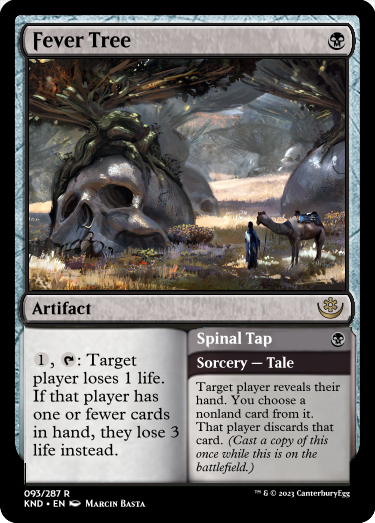 Fever Tree
Artifact
1, : Target
player loses 1 life.
If that player has
one or fewer cards
in hand, they lose 3
life instead.
Spinal Tap
Sorcery — Tale
Target player reveals their
hand. You choose a
nonland card from it.
That player discards that
card. (Cast a copy of this
once while this is on the
battlefield.)
093/287 R
KND • EN Marcin Basta
™ & © 2023 CanterburyEgg